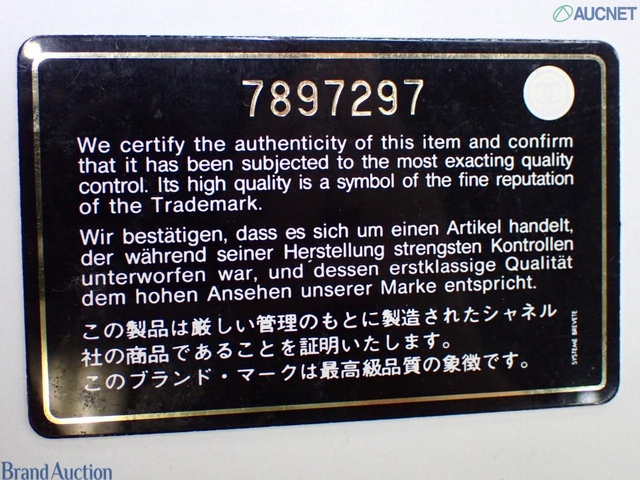 AUCNET
7897297
We certify the authenticity of this item and confirm
that it has been subjected to the most exacting quality
control. Its high quality is a symbol of the fine reputation
of the Trademark.
Wir bestätigen, dass es sich um einen Artikel handelt,
der während seiner Herstellung strengsten Kontrollen
unterworfen war, und dessen erstklassige Qualität
dem hohen Ansehen unserer Marke entspricht.
この製品は厳しい管理のもとに製造されたシャネル
社の商品であることを証明いたします。
このブランド・マークは最高級品質の象徴です。
SYSTEME BREVETE
Brand Auction